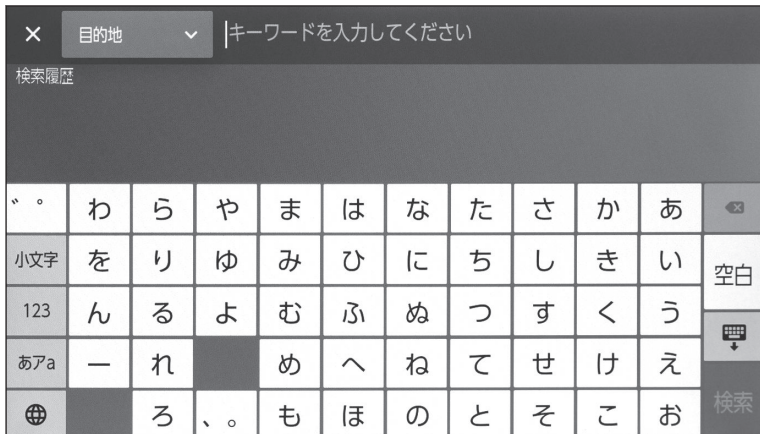 × 目的地 キーワードを入力してください
検索履歴
゛゜ わ ら や ま は な た さ か あ
小文字 を り ゆ み ひ に ち し き い 空白
123 ん る よ む ふ ぬ つ す く う
あアa ー れ め へ ね て せ け え
ろ 、。 も ほ の と そ こ お 検索